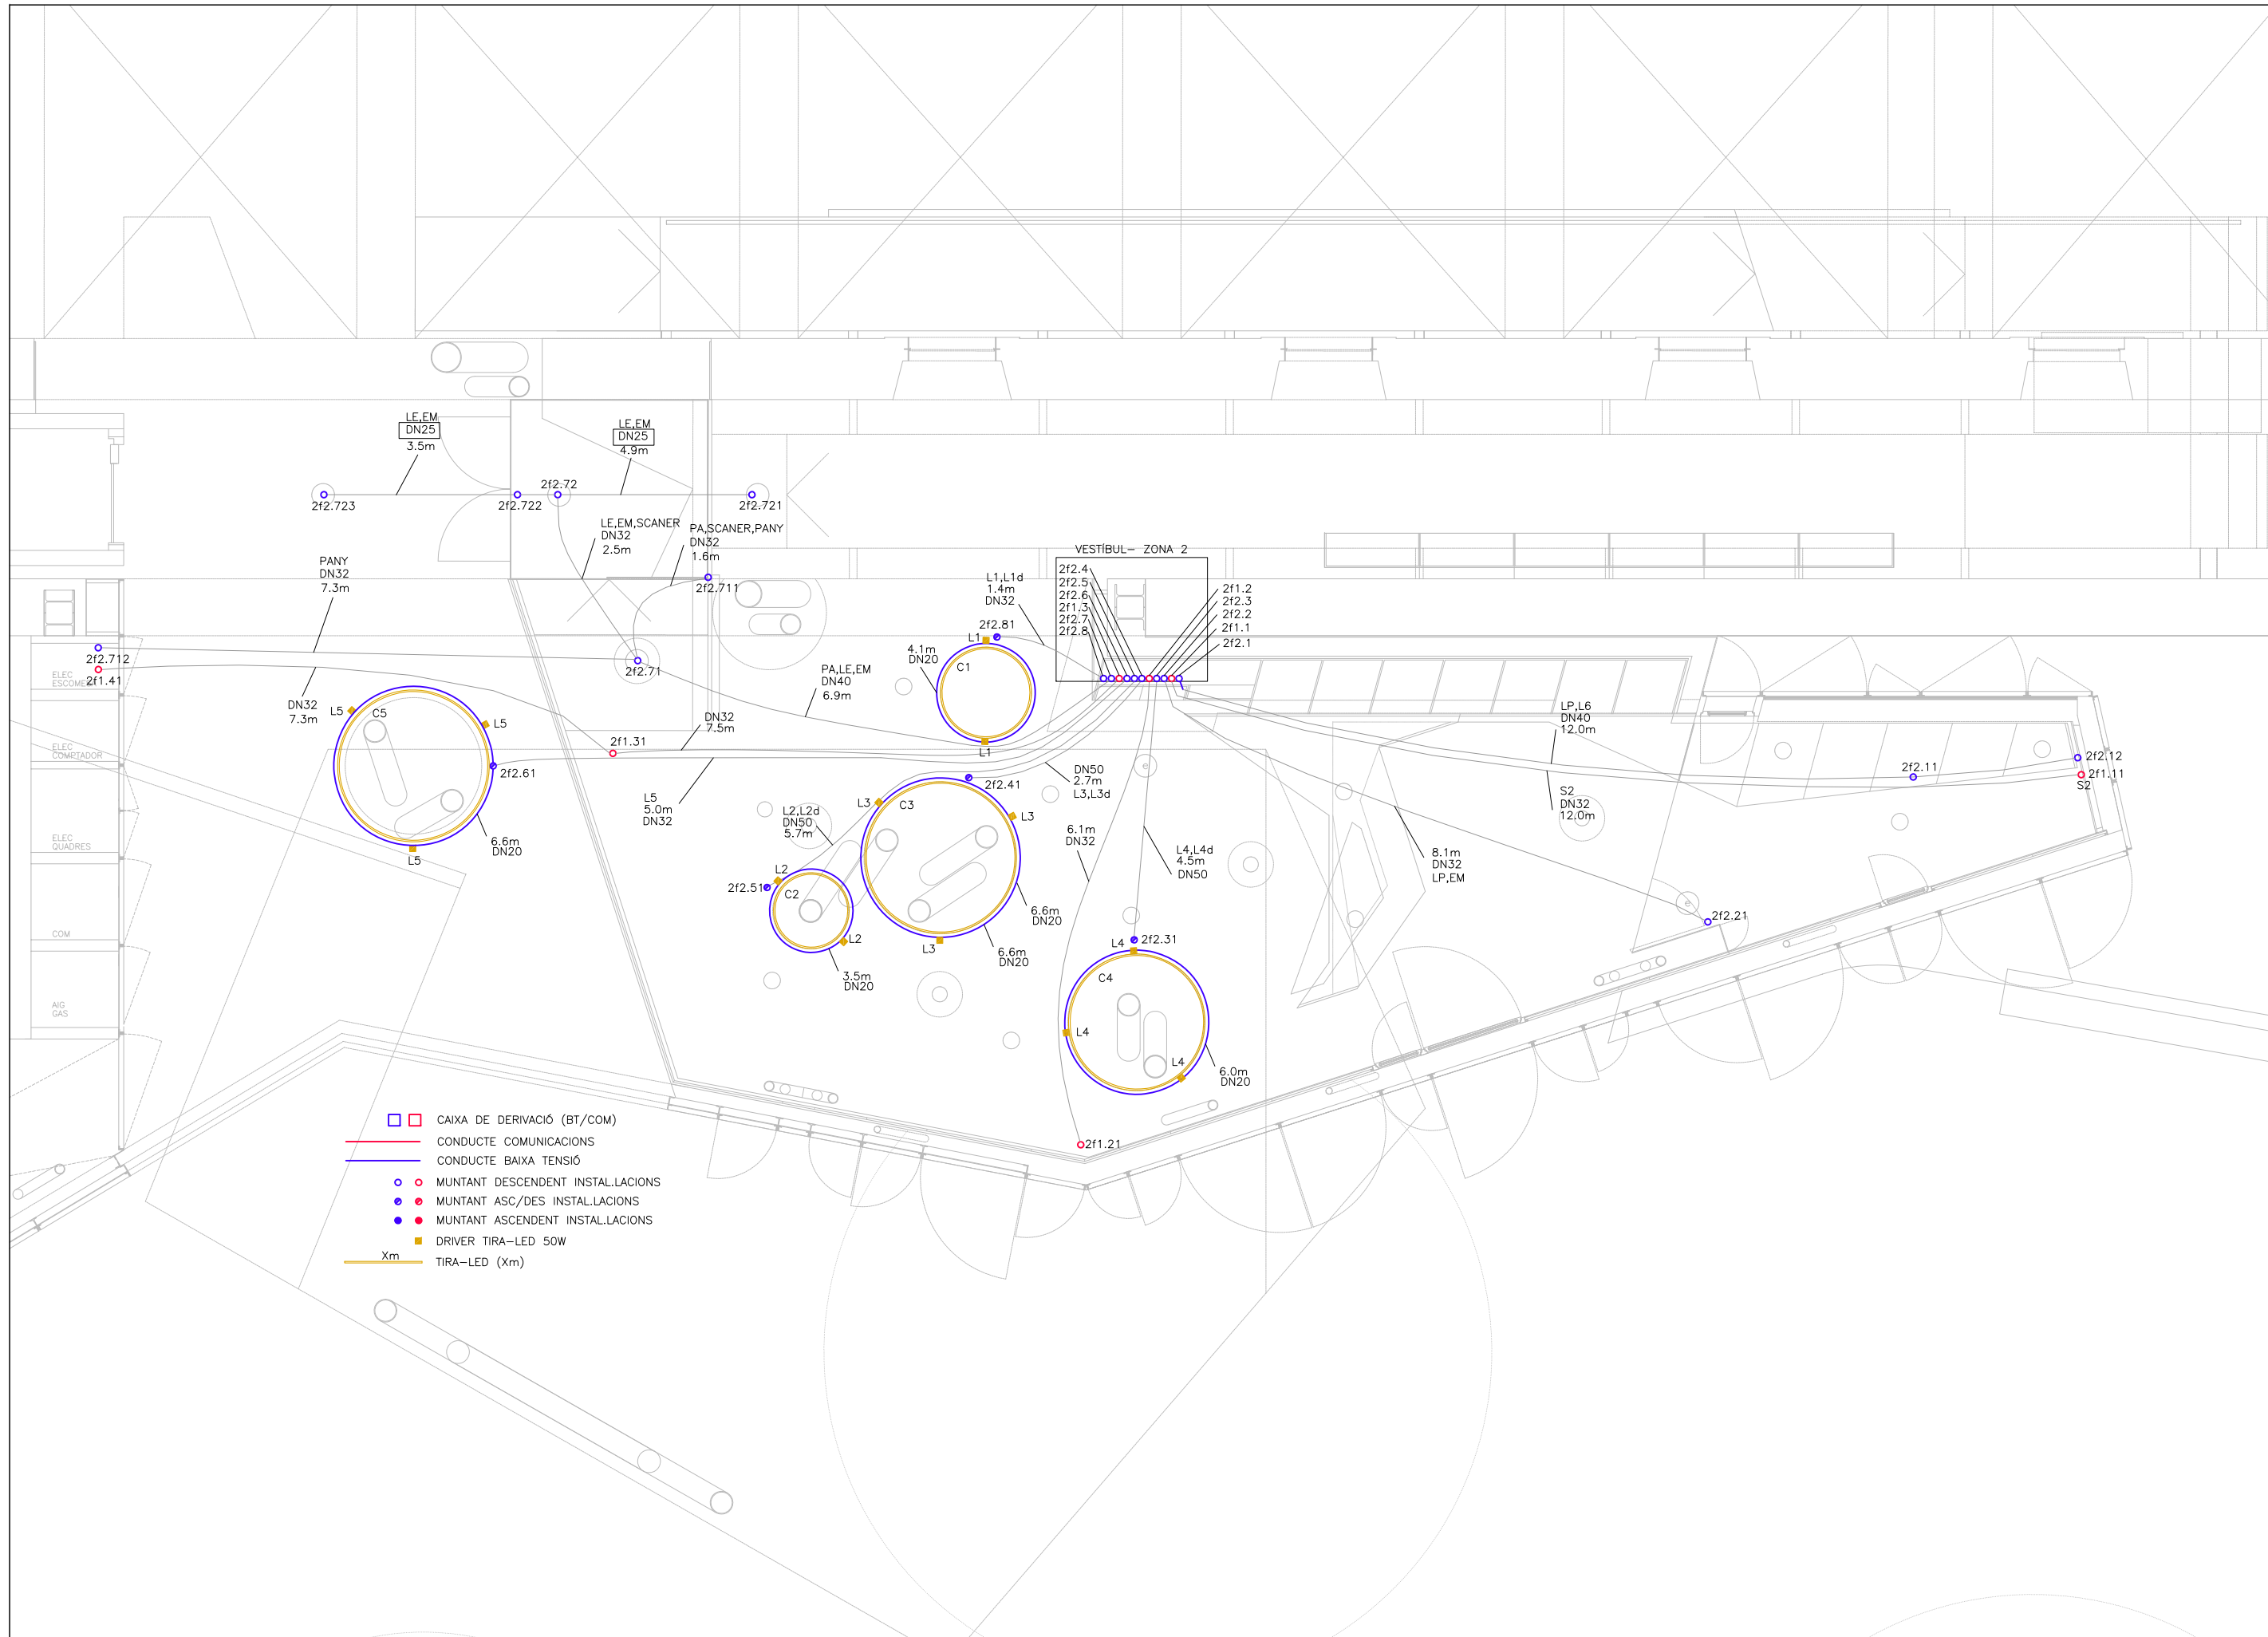 LE,EM
DN25
3.5m
LE,EM
DN25
4.9m
2f2.72
2f2.723
2f2.722
2f2.721
LE,EM,SCANER
DN32
2.5m
PA,SCANER,PANY
DN32
1.6m
PANY
DN32
7.3m
2f2.711
VESTÍBUL- ZONA 2
2f2.4
2f2.5
2f2.6
2f1.3
2f2.7
2f2.8
2f1.2
2f2.3
2f2.2
2f1.1
2f2.1
L1,L1d
1.4m
DN32
2f2.81
L1
4.1m
DN20
C1
L1
2f2.712
2f1.41
ELEC
2f2.71
PA,LE,EM
DN40
6.9m
DN32
7.3m
L5
C5
L5
DN32
7.5m
2f1.31
2f2.61
ELEC
COMPTADOR
LP,L6
DN40
12.0m
2f2.11
2f2.12
2f1.11
S2
S2
DN32
12.0m
DN50
2.7m
L3,L3d
2f2.41
L5
5.0m
DN32
L2,L2d
DN50
5.7m
L3
C3
L3
ELEC
QUADRES
6.6m
DN20
L5
6.1m
DN32
L4,L4d
4.5m
DN50
8.1m
DN32
LP,EM
L2
2f2.51
C2
L2
3.5m
DN20
L3
6.6m
DN20
6.6m
DN20
2f2.21
COM
L4
2f2.31
C4
L4
L4
6.0m
DN20
AIG
GAS
2f1.21
CAIXA DE DERIVACIÓ (BT/COM)
CONDUCTE COMUNICACIONS
CONDUCTE BAIXA TENSIÓ
MUNTANT DESCENDENT INSTAL.LACIONS
MUNTANT ASC/DES INSTAL.LACIONS
MUNTANT ASCENDENT INSTAL.LACIONS
DRIVER TIRA-LED 50W
Xm
TIRA-LED (Xm)